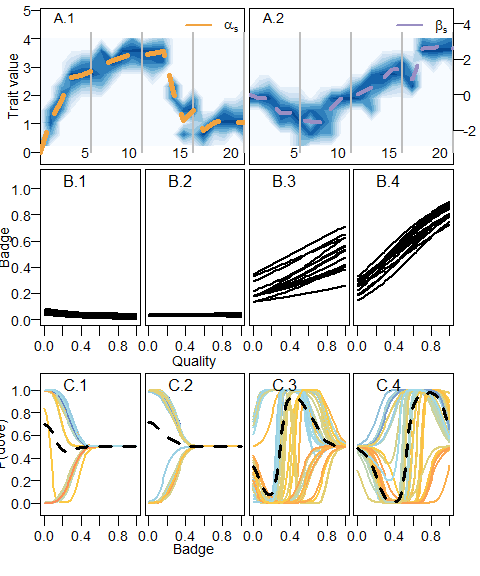 A.1 αs A.2 βs
Trait value
5 4 3 2 1 0
5 10 15 20 5 10 15 20
4 2 0 -2
B.1 B.2 B.3 B.4
Badge
1.0 0.8 0.6 0.4 0.2 0.0
0.0 0.4 0.8 0.0 0.4 0.8 0.0 0.4 0.8 0.0 0.4 0.8
Quality
C.1 C.2 C.3 C.4
P(dove)
1.0 0.8 0.6 0.4 0.2 0.0
0.0 0.4 0.8 0.0 0.4 0.8 0.0 0.4 0.8 0.0 0.4 0.8
Badge